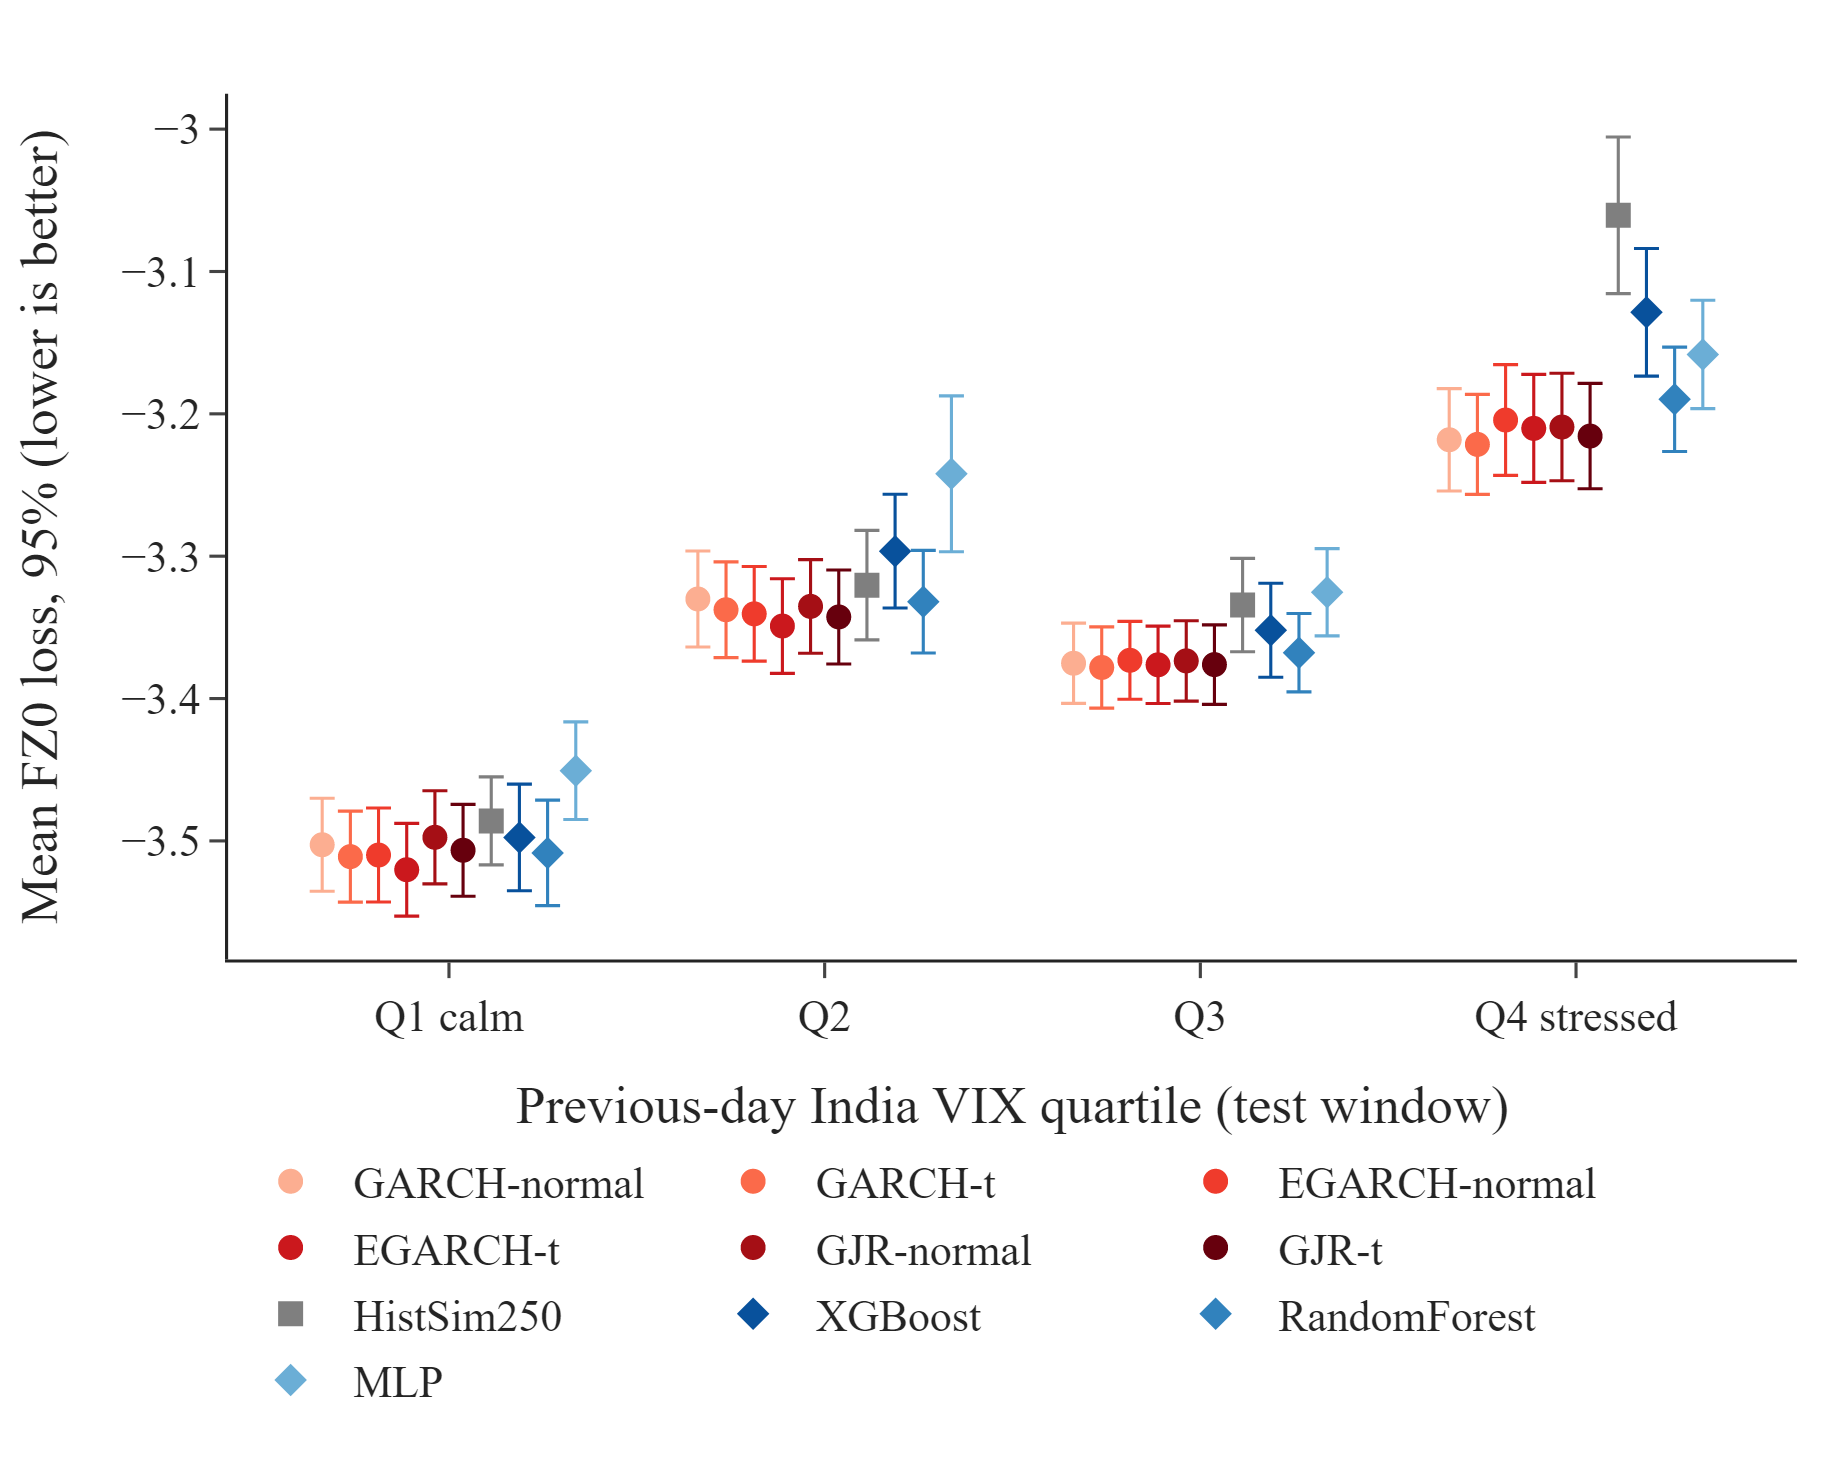 Mean FZ0 loss, 95% (lower is better)
−3
−3.1
−3.2
−3.3
−3.4
−3.5
Q1 calm
Q2
Q3
Q4 stressed
Previous-day India VIX quartile (test window)
GARCH-normal
GARCH-t
EGARCH-normal
EGARCH-t
GJR-normal
GJR-t
HistSim250
XGBoost
RandomForest
MLP